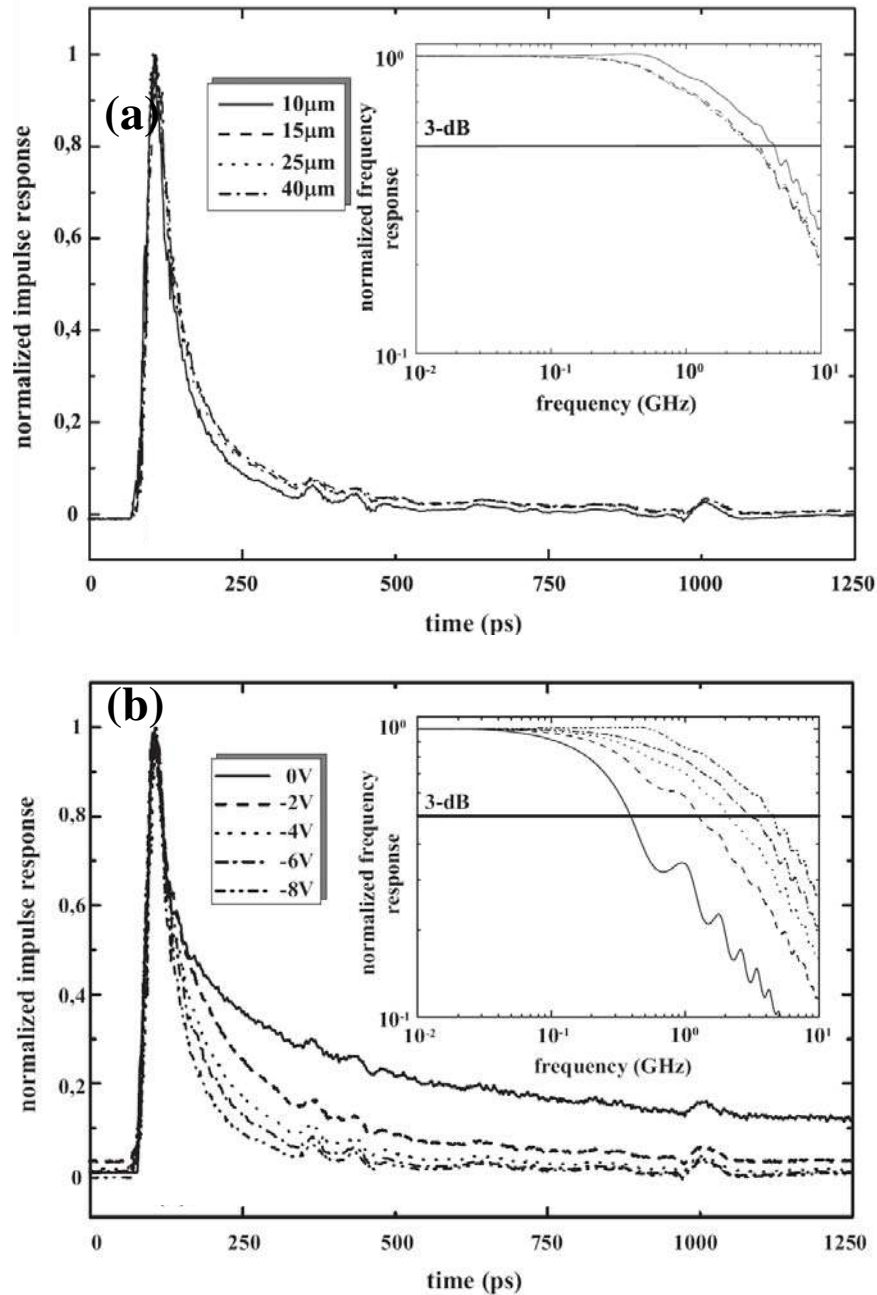 (a)
1
0,8
0,6
0,4
0,2
0
normalized impulse response
10μm
15μm
25μm
40μm
10⁰
3-dB
normalized frequency
response
10⁻¹
10⁻²
10⁻¹
10⁰
10¹
frequency (GHz)
0
250
500
750
1000
1250
time (ps)
(b)
1
0,8
0,6
0,4
0,2
0
normalized impulse response
0V
-2V
-4V
-6V
-8V
10⁰
3-dB
normalized frequency
response
10⁻¹
10⁻²
10⁻¹
10⁰
10¹
frequency (GHz)
0
250
500
750
1000
1250
time (ps)